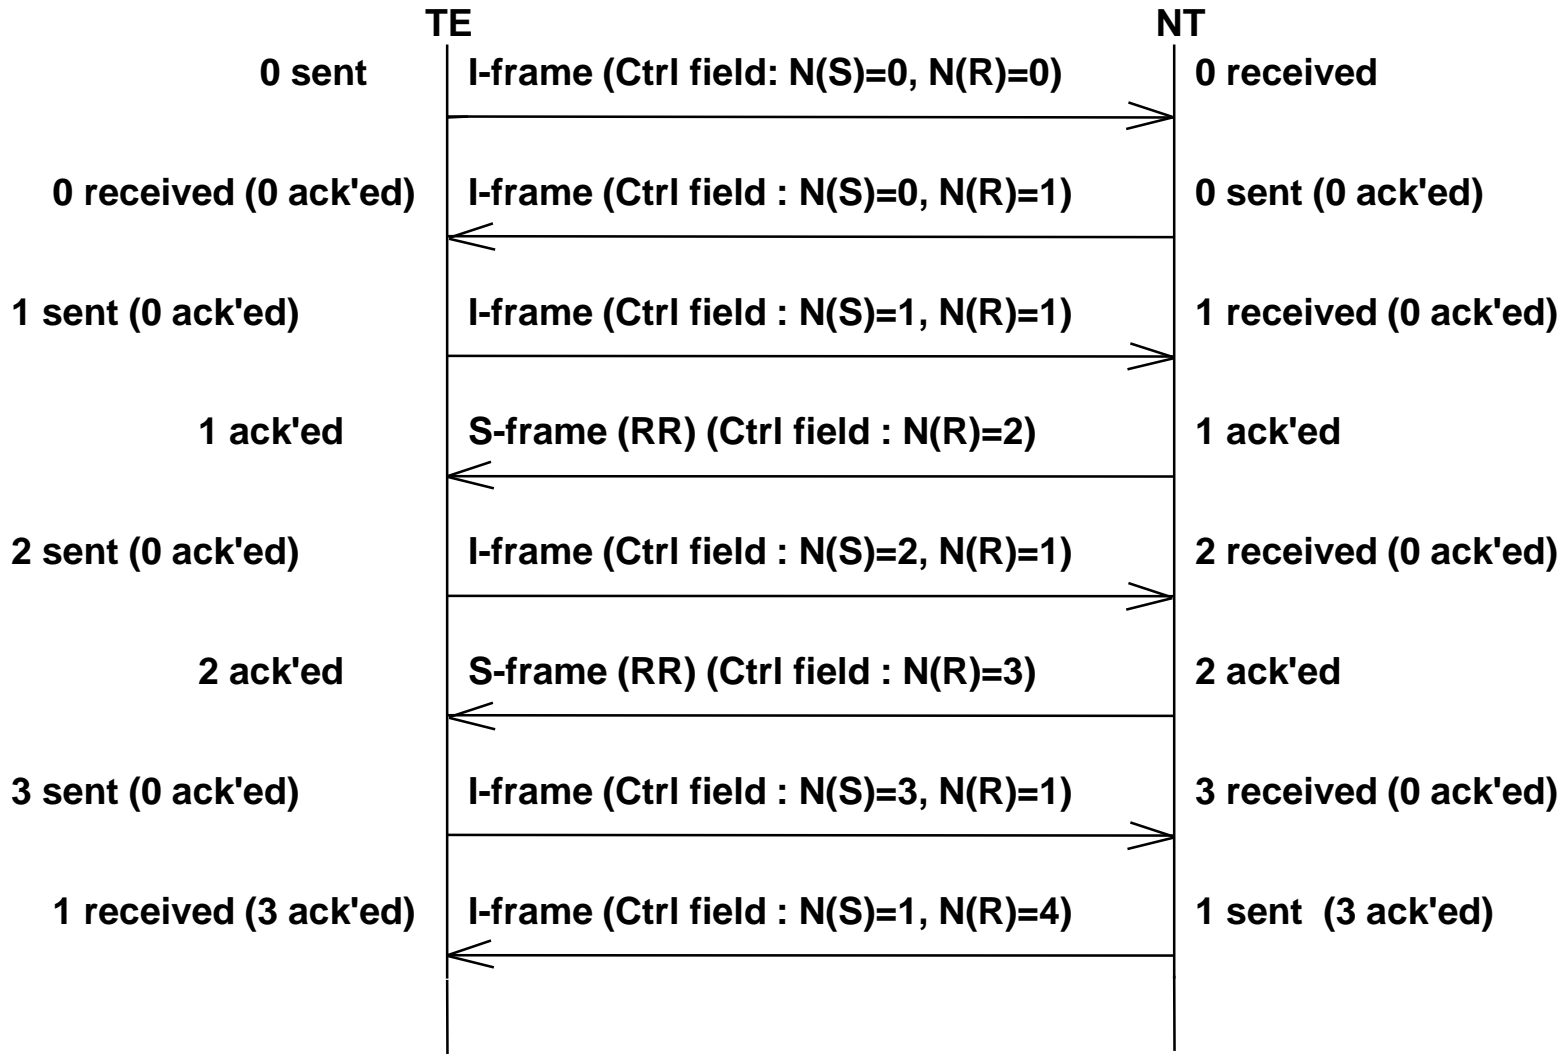 TE NT
0 sent I-frame (Ctrl field: N(S)=0, N(R)=0) 0 received
0 received (0 ack'ed) I-frame (Ctrl field : N(S)=0, N(R)=1) 0 sent (0 ack'ed)
1 sent (0 ack'ed) I-frame (Ctrl field : N(S)=1, N(R)=1) 1 received (0 ack'ed)
1 ack'ed S-frame (RR) (Ctrl field : N(R)=2) 1 ack'ed
2 sent (0 ack'ed) I-frame (Ctrl field : N(S)=2, N(R)=1) 2 received (0 ack'ed)
2 ack'ed S-frame (RR) (Ctrl field : N(R)=3) 2 ack'ed
3 sent (0 ack'ed) I-frame (Ctrl field : N(S)=3, N(R)=1) 3 received (0 ack'ed)
1 received (3 ack'ed) I-frame (Ctrl field : N(S)=1, N(R)=4) 1 sent (3 ack'ed)